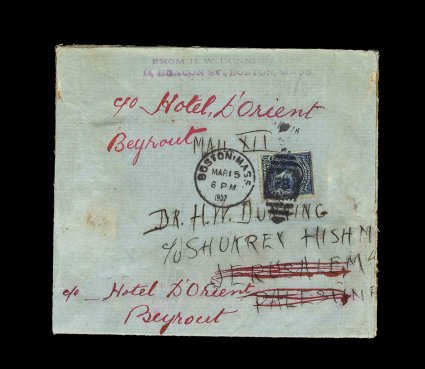 FROM H. W. DUNNING
14 BEACON ST., BOSTON, MASS.
c/o Hotel D'Orient
Beyrout
MAIL XII
BOSTON, MASS.
MAR 15
6 PM
1907
DR. H.W. DUNNING
c/o SHUKREY HISHM
JERUSALEM
PALESTINE
c/o Hotel D'Orient
Beyrout